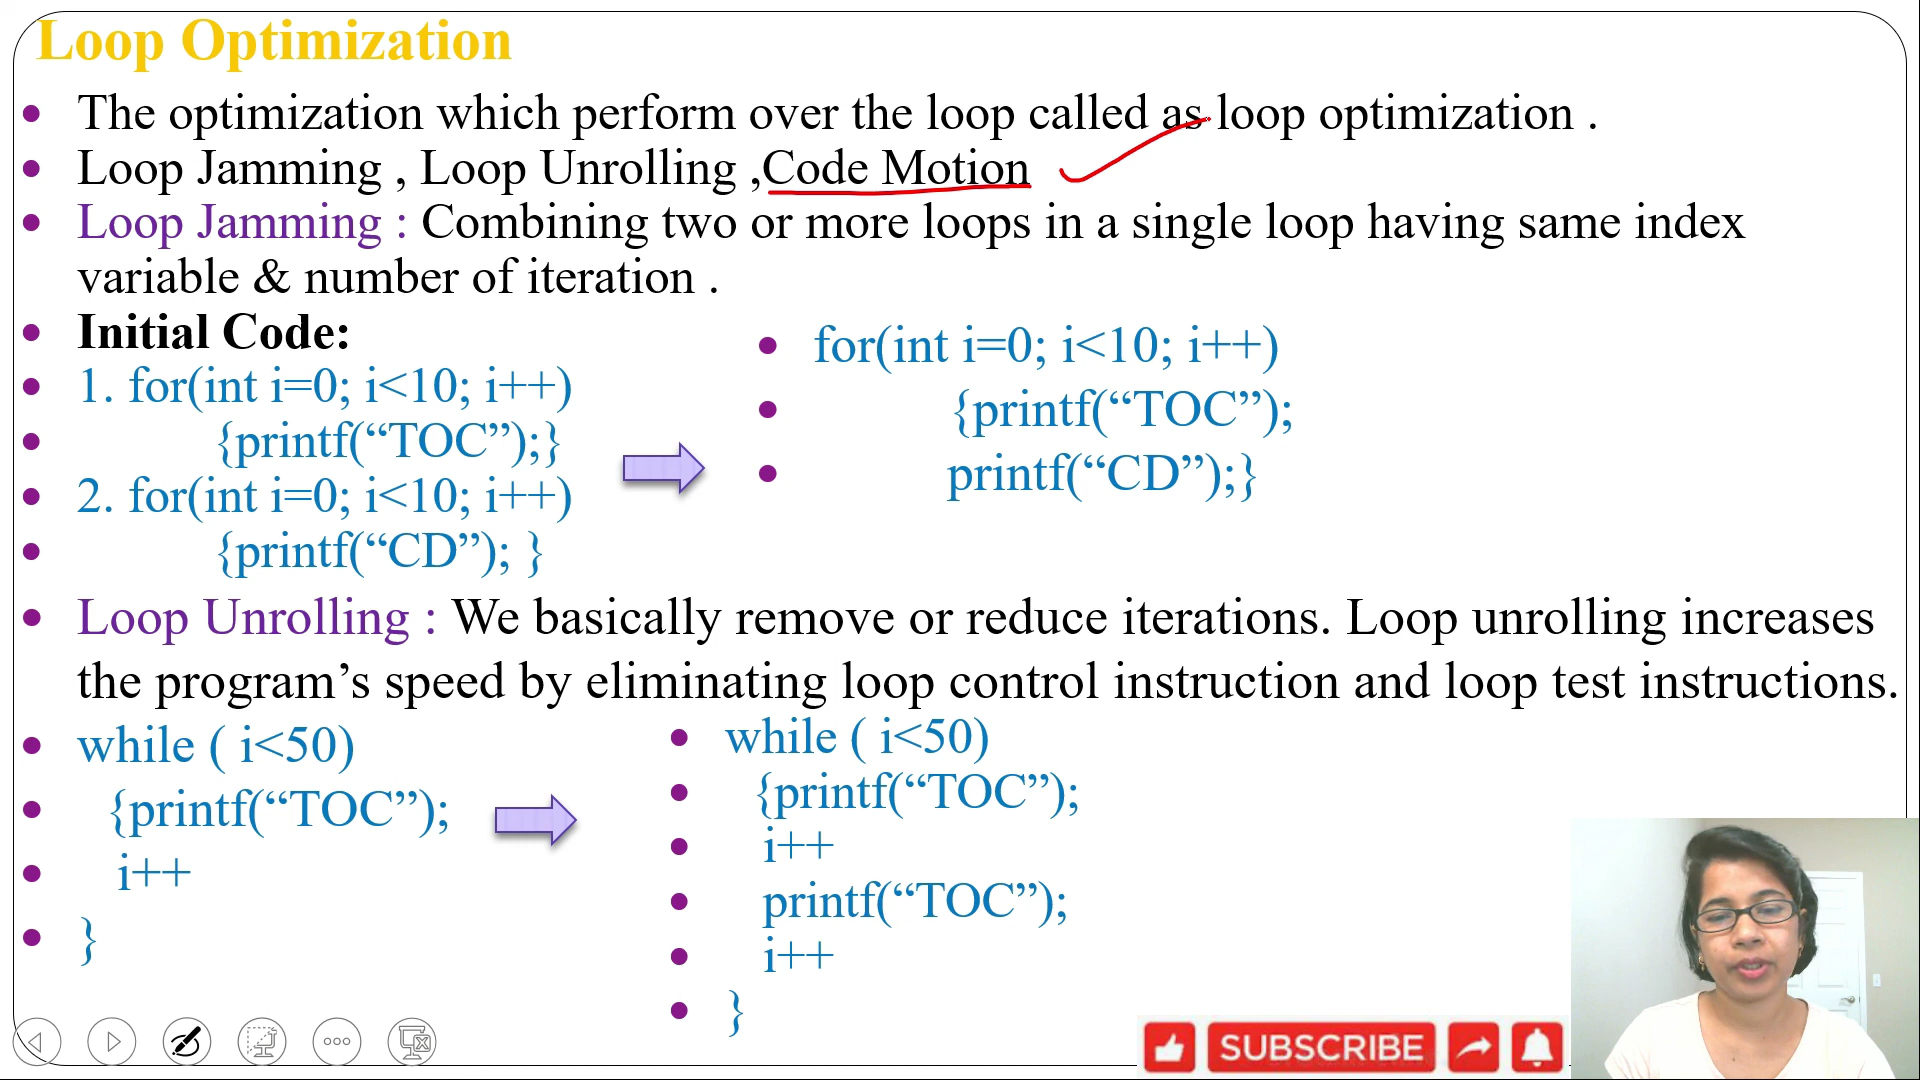 Loop Optimization
The optimization which perform over the loop called as loop optimization .
Loop Jamming , Loop Unrolling ,Code Motion
Loop Jamming : Combining two or more loops in a single loop having same index
variable & number of iteration .
Initial Code:
1. for(int i=0; i<10; i++)
{printf(“TOC”);}
2. for(int i=0; i<10; i++)
{printf(“CD”); }
for(int i=0; i<10; i++)
{printf(“TOC”);
printf(“CD”);}
Loop Unrolling : We basically remove or reduce iterations. Loop unrolling increases
the program’s speed by eliminating loop control instruction and loop test instructions.
while ( i<50)
{printf(“TOC”);
i++
}
while ( i<50)
{printf(“TOC”);
i++
printf(“TOC”);
i++
}
SUBSCRIBE